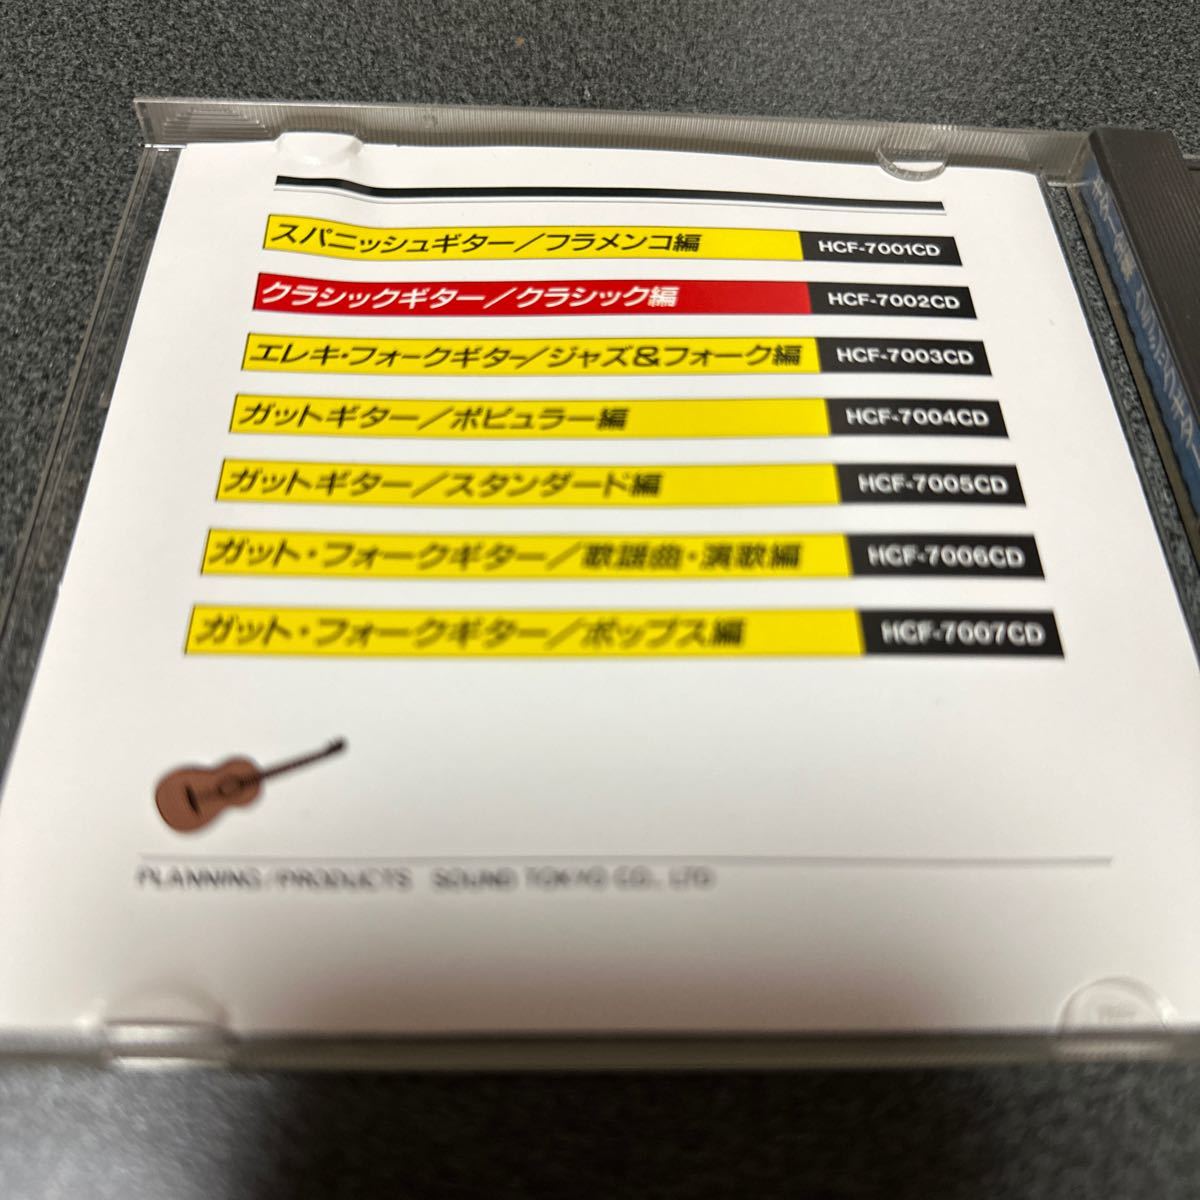 スパニッシュギター/フラメンコ編 HCF-7001CD
クラシックギター/クラシック編 HCF-7002CD
エレキ・フォークギター/ジャズ&フォーク編 HCF-7003CD
ガットギター/ポピュラー編 HCF-7004CD
ガットギター/スタンダード編 HCF-7005CD
ガット・フォークギター/歌謡曲・演歌編 HCF-7006CD
ガット・フォークギター/ポップス編 HCF-7007CD
PLANNING/PRODUCTS SOUND TOKYO CO., LTD